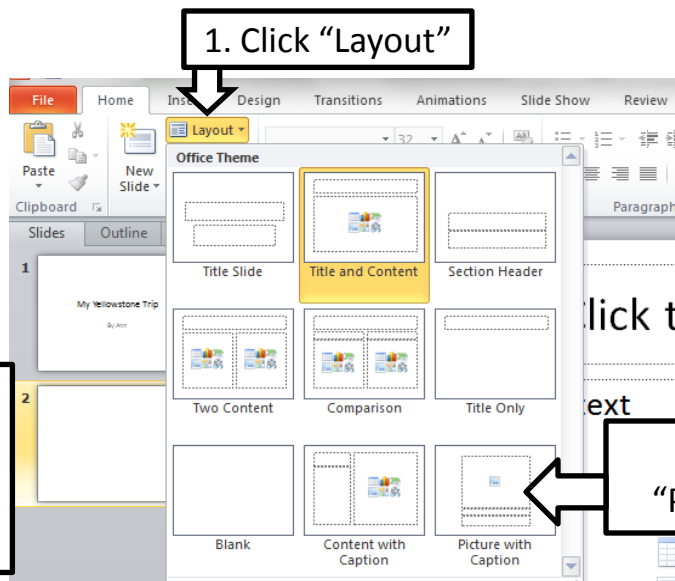 1. Click “Layout”
File Home Design Transitions Animations Slide Show Review
Layout
32
Paste
New
Slide
Clipboard
Paragraph
Office Theme
Slides Outline
Title Slide Title and Content Section Header
1
My Yellowstone Trip
By Ann
lick t
2
ext
Two Content Comparison Title Only
“P
Blank Content with
Caption Picture with
Caption